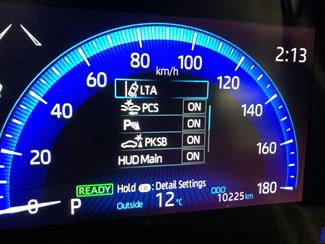 2:13
80 100
km/h
60 120
40 140
20 160
0 180
LTA
PCS ON
P ON
PKSB ON
HUD Main ON
READY Hold OK : Detail Settings
P Outside 12°C ODO 10225 km